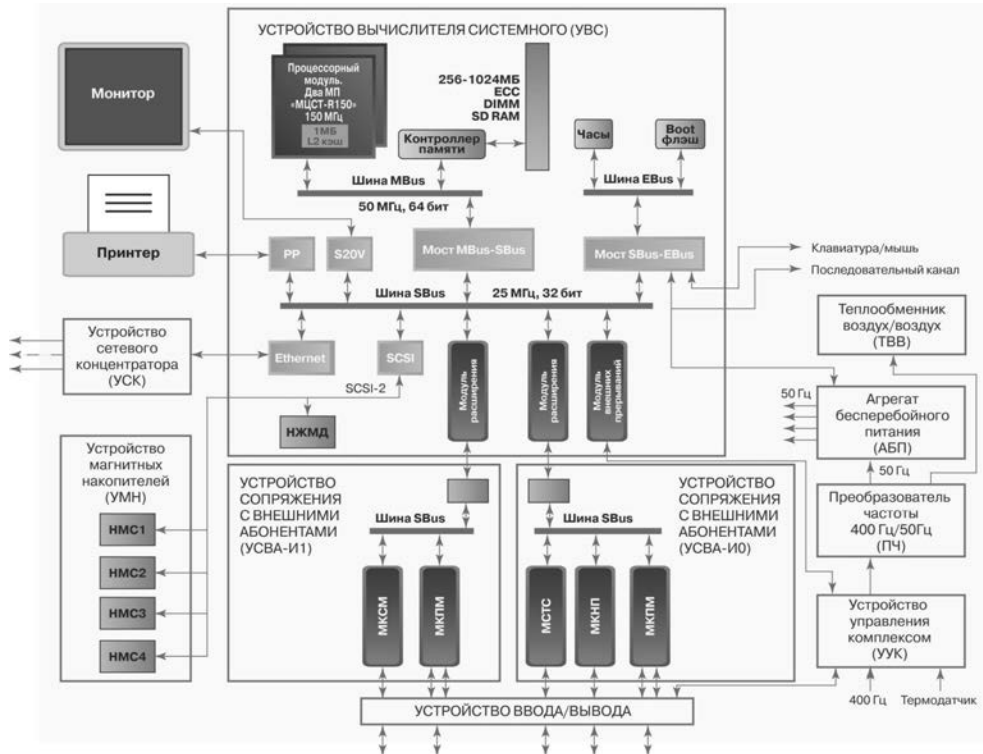 УСТРОЙСТВО ВЫЧИСЛИТЕЛЯ СИСТЕМНОГО (УВС)
Монитор
Процессорный
модуль.
Два МП
«МЦСТ-R150»
150 МГц
1МБ
L2 кэш
256-1024МБ
ECC
DIMM
SD RAM
Контроллер
памяти
Часы
Boot
флэш
Шина MBus
50 МГц, 64 бит
Шина EBus
Принтер
PP
S20V
Мост MBus-SBus
Мост SBus-EBus
Клавиатура/мышь
Последовательный канал
Шина SBus
25 МГц, 32 бит
Устройство
сетевого
концентратора
(УСК)
Ethernet
SCSI
SCSI-2
НЖМД
Модуль
расширения
Модуль
расширения
Модуль
внешних
прерываний
Теплообменник
воздух/воздух
(ТВВ)
50 Гц
Агрегат
бесперебойного
питания
(АБП)
50 Гц
Преобразователь
частоты
400 Гц/50Гц
(ПЧ)
Устройство
управления
комплексом
(УУК)
400 Гц
Термодатчик
Устройство
магнитных
накопителей
(УМН)
НМС1
НМС2
НМС3
НМС4
УСТРОЙСТВО
СОПРЯЖЕНИЯ
С ВНЕШНИМИ
АБОНЕНТАМИ
(УСВА-И1)
Шина SBus
МКСМ
МКПМ
УСТРОЙСТВО
СОПРЯЖЕНИЯ
С ВНЕШНИМИ
АБОНЕНТАМИ
(УСВА-И0)
Шина SBus
МСТС
МКНП
МКПМ
УСТРОЙСТВО ВВОДА/ВЫВОДА